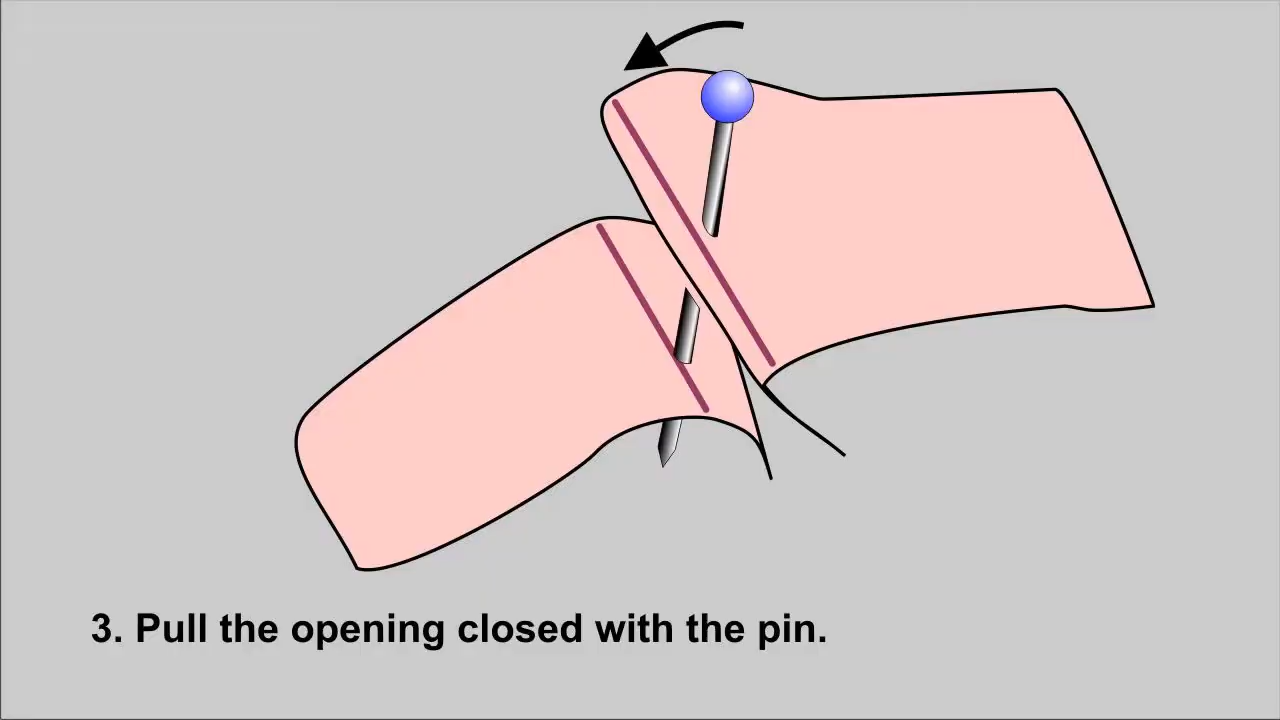 3. Pull the opening closed with the pin.